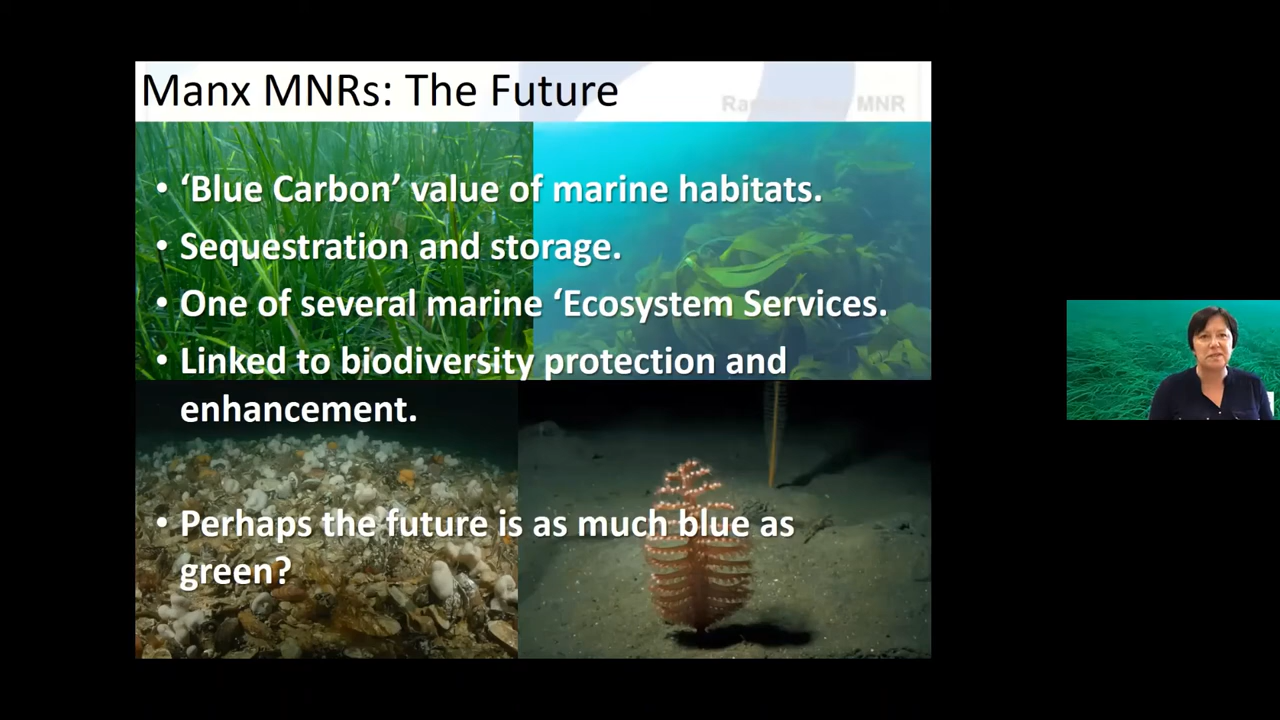 Manx MNRs: The Future
MNR
• ‘Blue Carbon’ value of marine habitats.
• Sequestration and storage.
• One of several marine ‘Ecosystem Services.
• Linked to biodiversity protection and
enhancement.
• Perhaps the future is as much blue as
green?